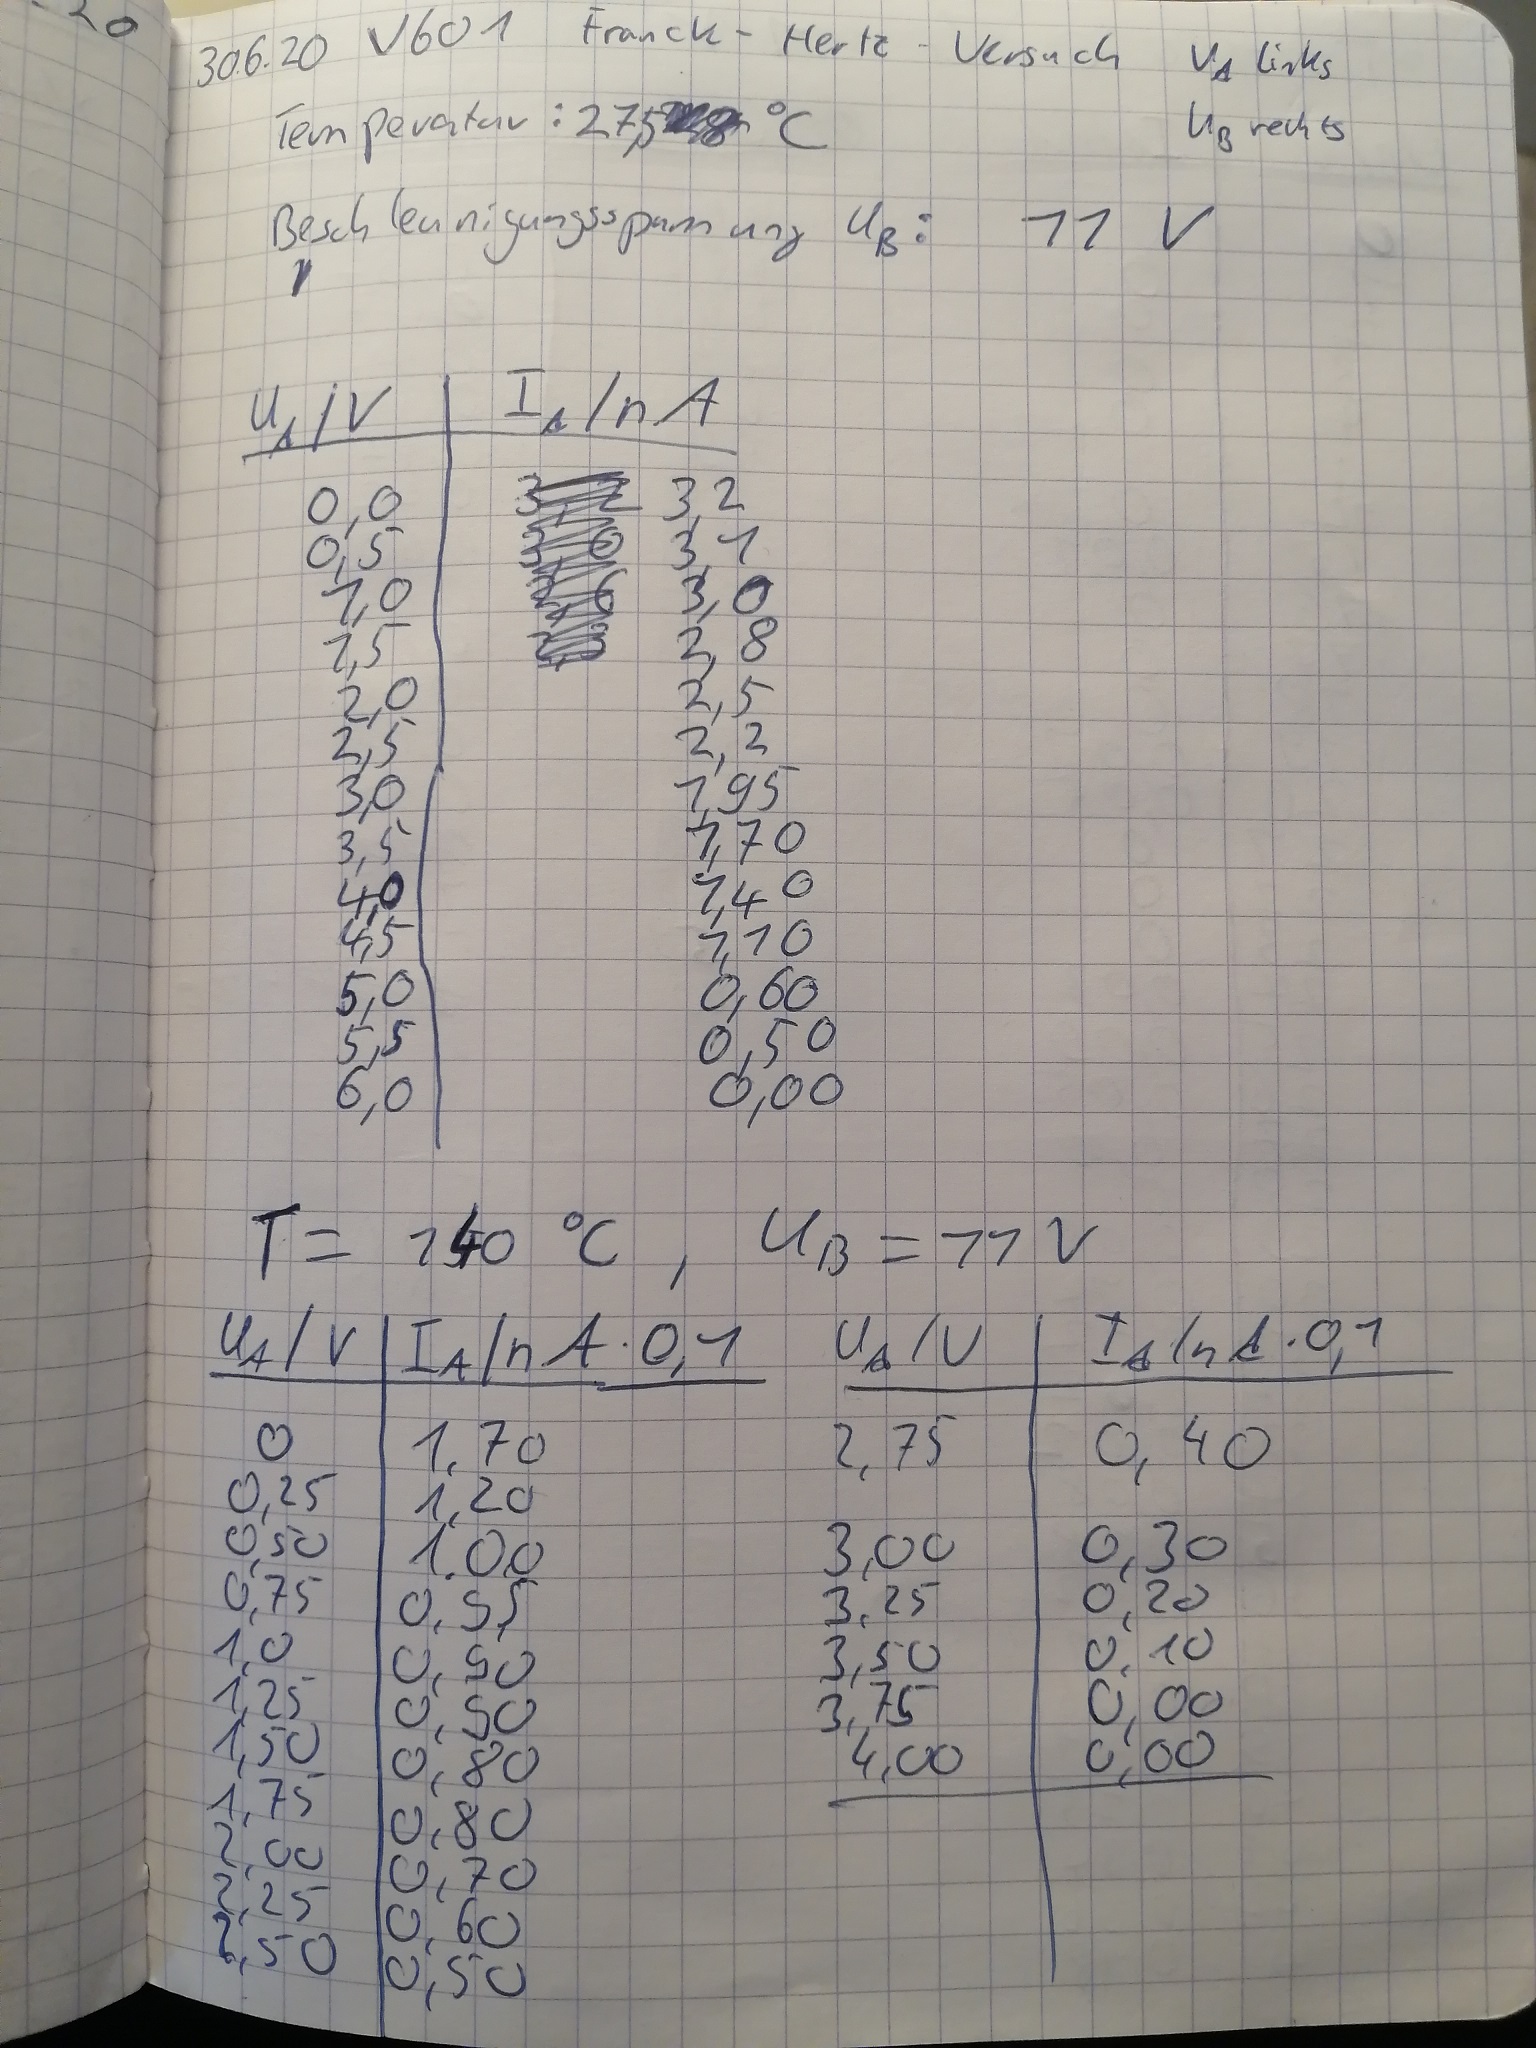 20
30.6.20 V601 Franck-Hertz-Versuch U_A links
Temperatur: 27,5 °C U_B rechts
Beschleunigungsspannung U_B: 11 V
U_A/V I_A/nA
0,0 3,2
0,5 3,1
1,0 3,0
1,5 2,8
2,0 2,5
2,5 2,2
3,0 1,95
3,5 1,70
4,0 1,40
4,5 1,10
5,0 0,60
5,5 0,50
6,0 0,00
T = 140 °C, U_B = 11 V
U_A/V I_A/nA·0,1 U_A/V I_A/nA·0,1
0 1,70 2,75 0,40
0,25 1,20
0,50 1,00 3,00 0,30
0,75 0,95 3,25 0,20
1,0 0,90 3,50 0,10
1,25 0,90 3,75 0,00
1,50 0,80 4,00 0,00
1,75 0,80
2,00 0,70
2,25 0,60
2,50 0,50